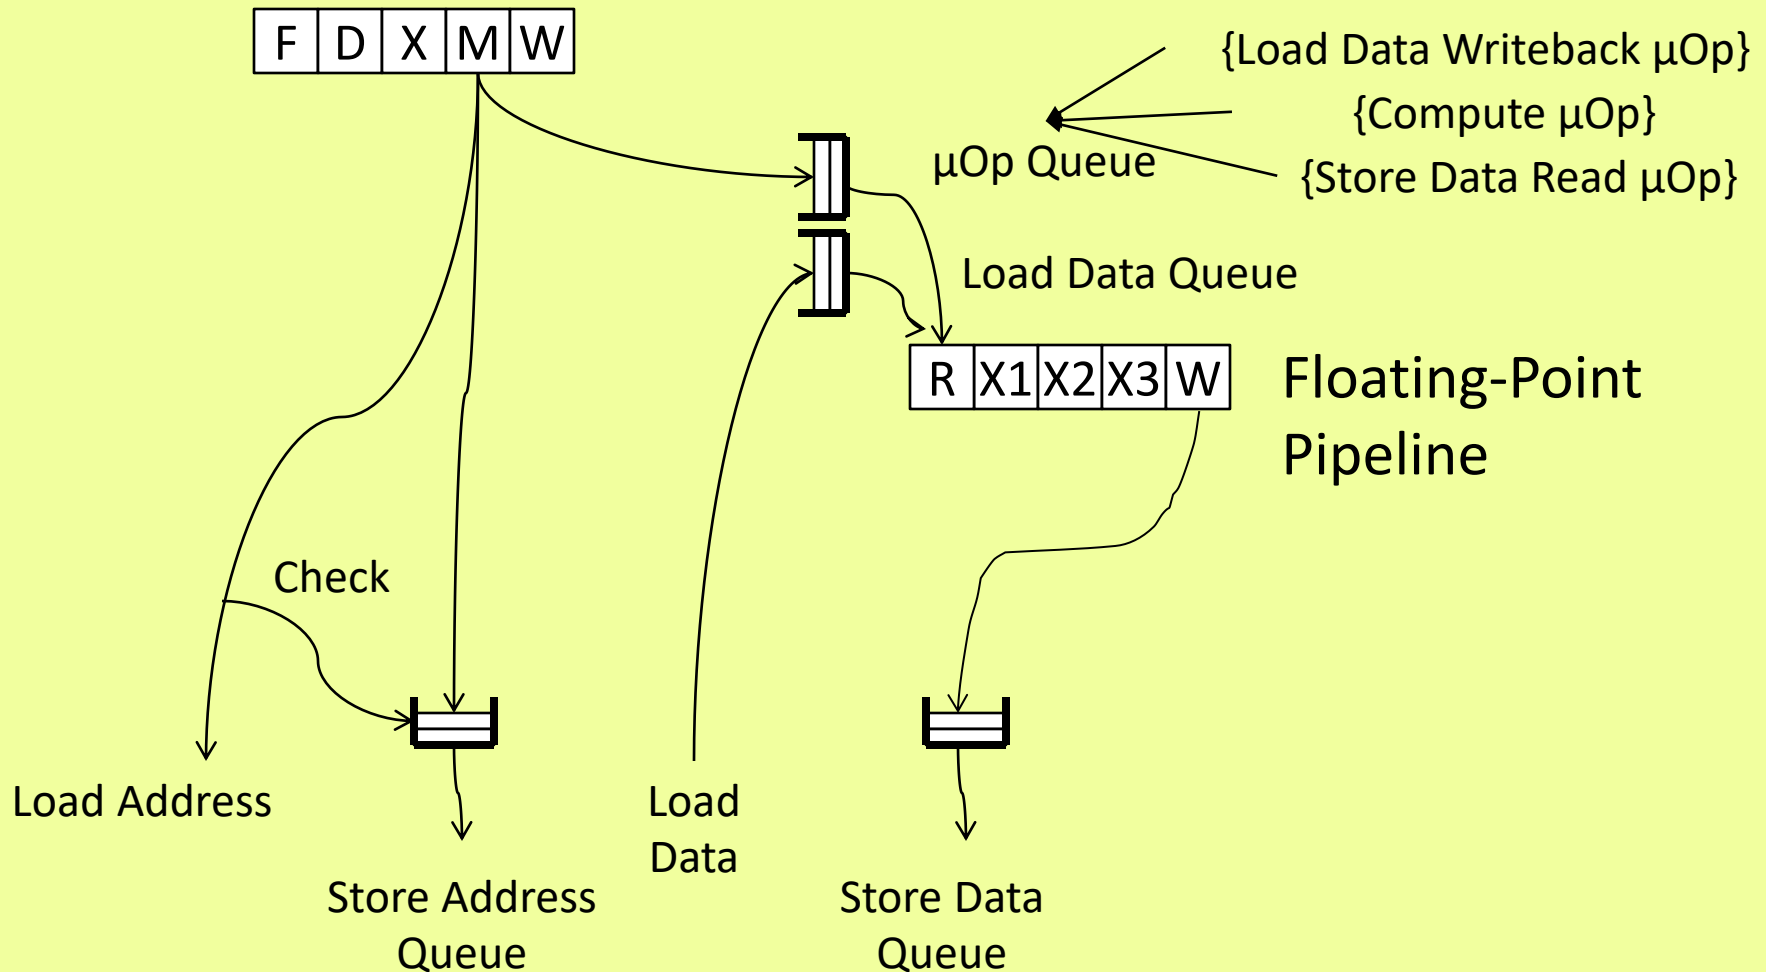 F D X M W
{Load Data Writeback µOp}
{Compute µOp}
µOp Queue
{Store Data Read µOp}
Load Data Queue
R X1 X2 X3 W
Floating-Point
Pipeline
Check
Load Address
Load
Data
Store Address
Queue
Store Data
Queue